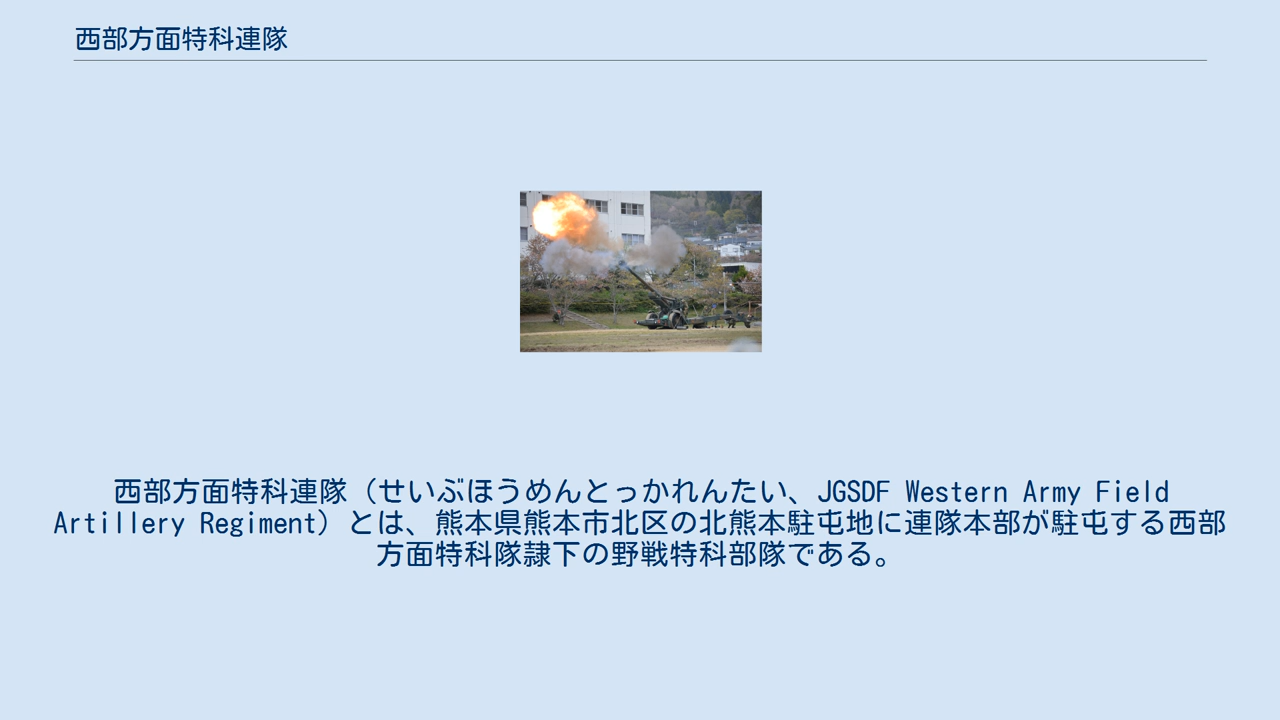 西部方面特科連隊
西部方面特科連隊（せいぶほうめんとっかれんたい、JGSDF Western Army Field
Artillery Regiment）とは、熊本県熊本市北区の北熊本駐屯地に連隊本部が駐屯する西部
方面特科隊隷下の野戦特科部隊である。